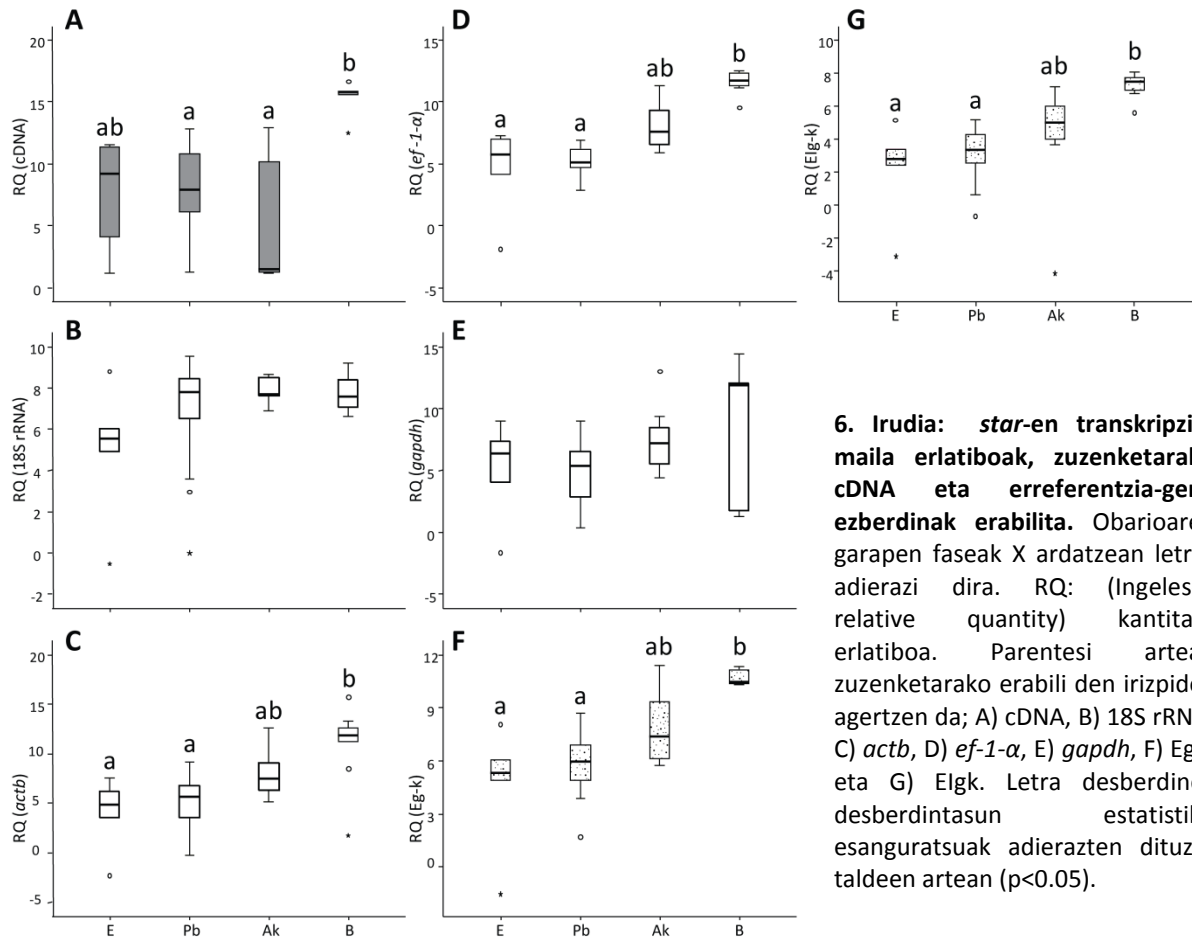 A
20
15
10
5
0
RQ (cDNA)
ab
a
a
b
B
10
8
6
4
2
0
-2
RQ (18S rRNA)
C
20
15
10
5
0
-5
RQ (actb)
a
a
ab
b
E Pb Ak B
D
15
10
5
0
-5
RQ (ef-1-α)
a
a
ab
b
E
15
10
5
0
-5
RQ (gapdh)
F
12
9
6
3
0
RQ (Eg-k)
a
a
ab
b
E Pb Ak B
G
10
8
6
4
2
0
-2
-4
RQ (EIg-k)
a
a
ab
b
E Pb Ak B
6. Irudia: star-en transkripzi
maila erlatiboak, zuzenketarak
cDNA eta erreferentzia-gen
ezberdinak erabilita. Obarioare
garapen faseak X ardatzean letr
adierazi dira. RQ: (Ingeles
relative quantity) kantita
erlatiboa. Parentesi artea
zuzenketarako erabili den irizpide
agertzen da; A) cDNA, B) 18S rRN
C) actb, D) ef-1-α, E) gapdh, F) Eg
eta G) EIgk. Letra desberdin
desberdintasun estatistik
esanguratsuak adierazten dituz
taldeen artean (p<0.05).